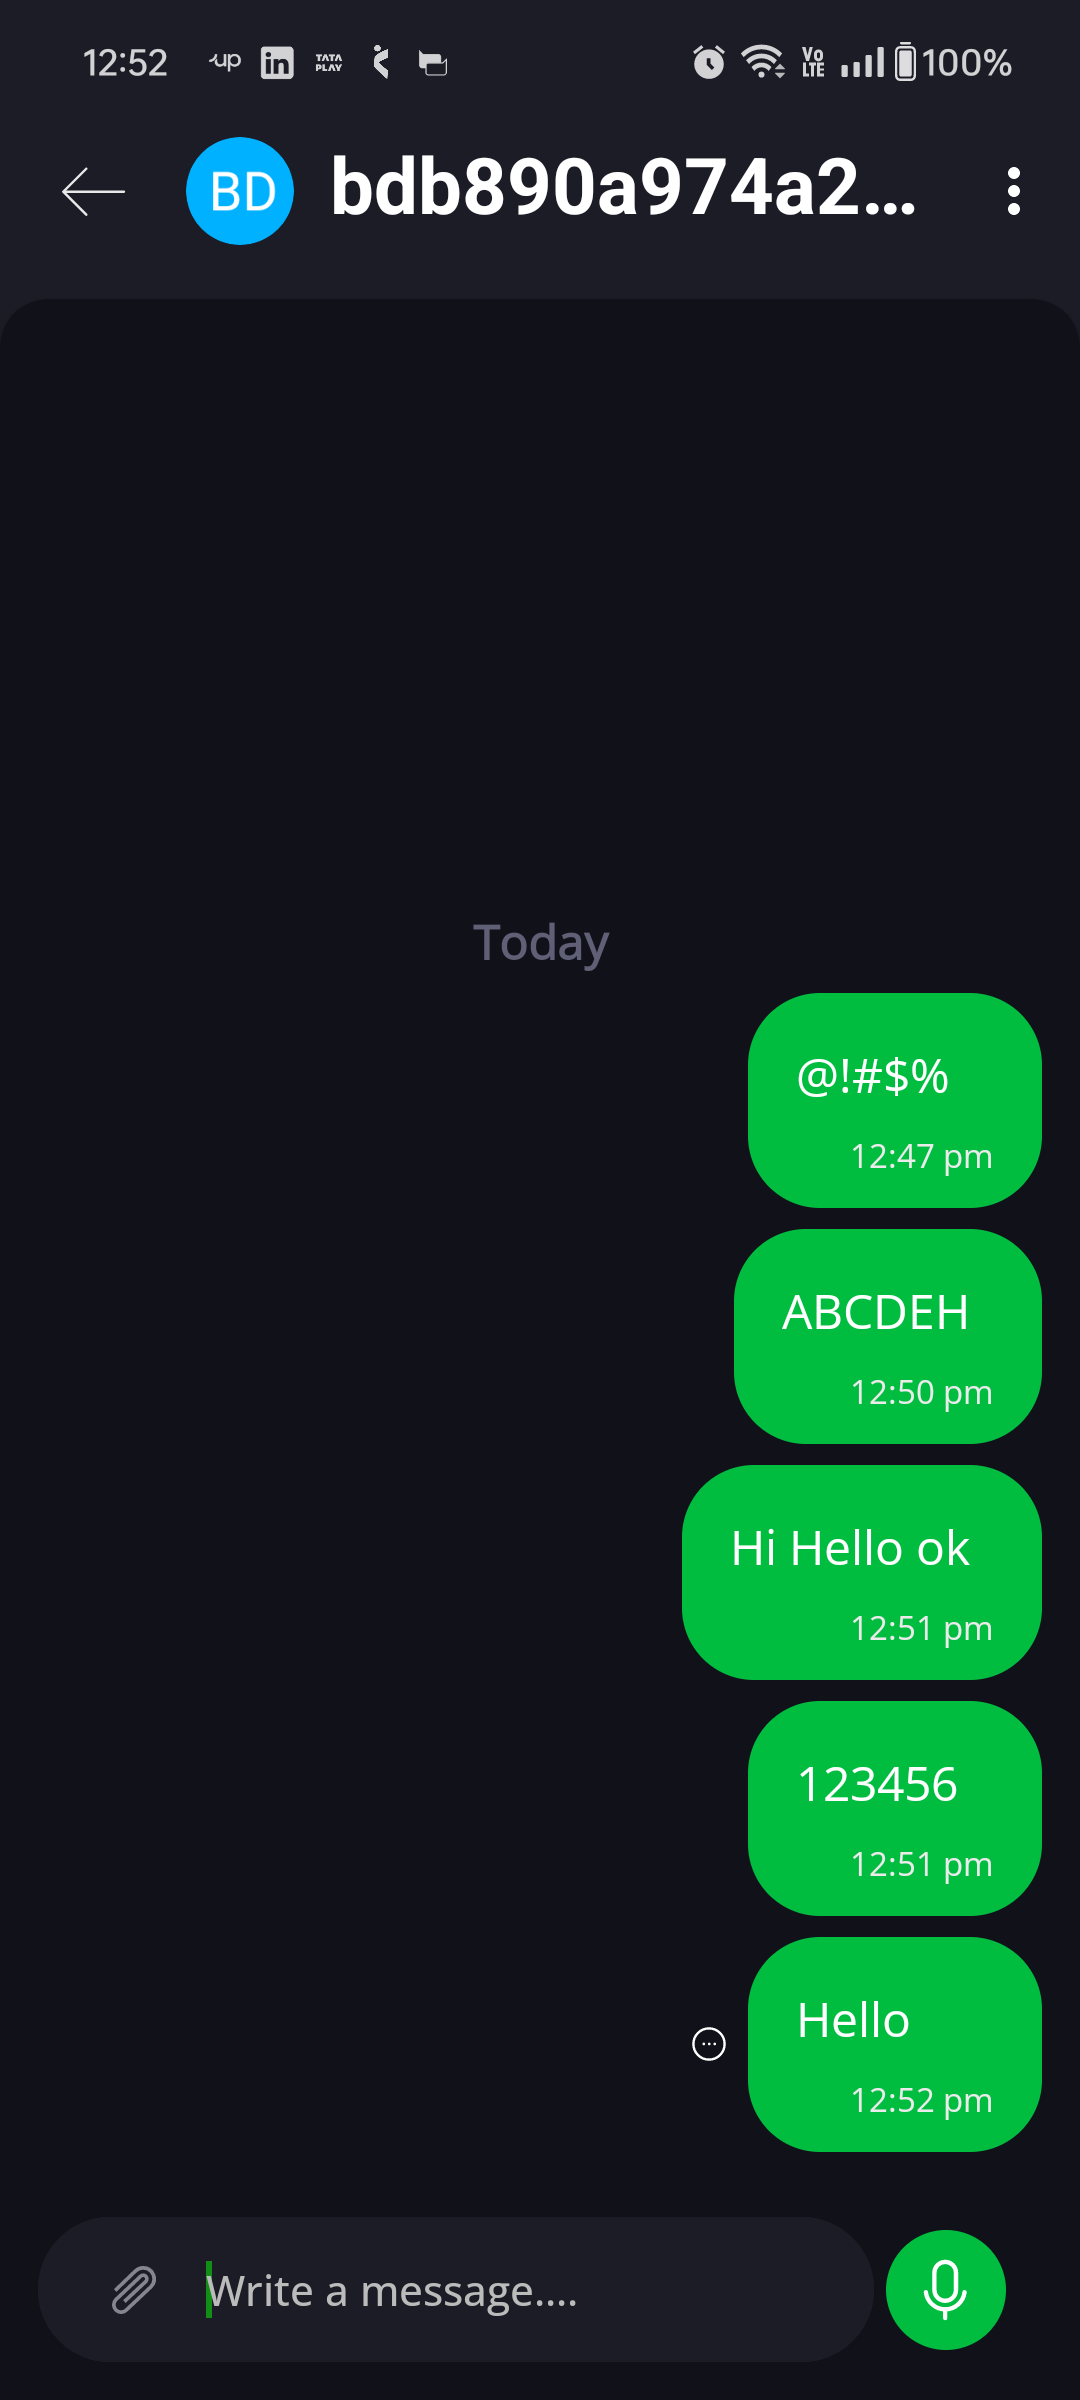 12:52 up in TATA PLAY Vo LTE 100%
BD bdb890a974a2...
Today
@!#$%
12:47 pm
ABCDEH
12:50 pm
Hi Hello ok
12:51 pm
123456
12:51 pm
Hello
12:52 pm
Write a message....